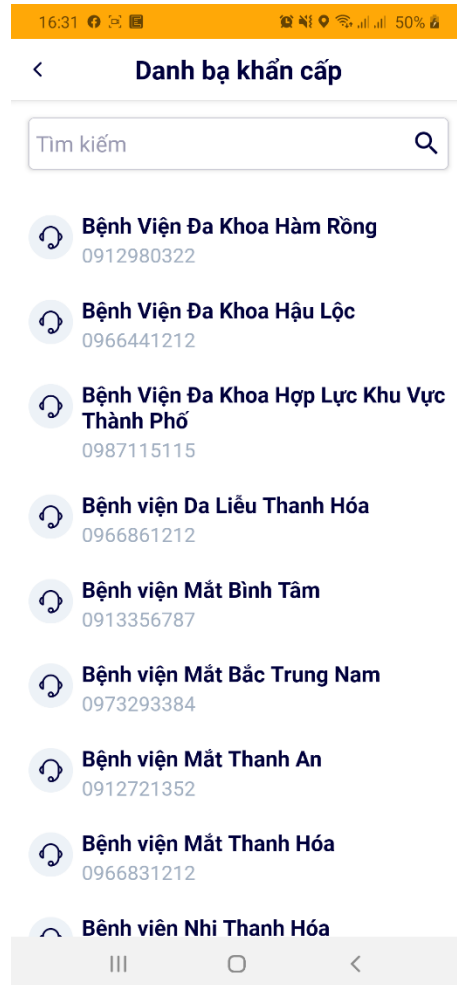 16:31
50%
Danh bạ khẩn cấp
Tìm kiếm
Bệnh Viện Đa Khoa Hàm Rồng
0912980322
Bệnh Viện Đa Khoa Hậu Lộc
0966441212
Bệnh Viện Đa Khoa Hợp Lực Khu Vực
Thành Phố
0987115115
Bệnh viện Da Liễu Thanh Hóa
0966861212
Bệnh viện Mắt Bình Tâm
0913356787
Bệnh viện Mắt Bắc Trung Nam
0973293384
Bệnh viện Mắt Thanh An
0912721352
Bệnh viện Mắt Thanh Hóa
0966831212
Bệnh viện Nhi Thanh Hóa